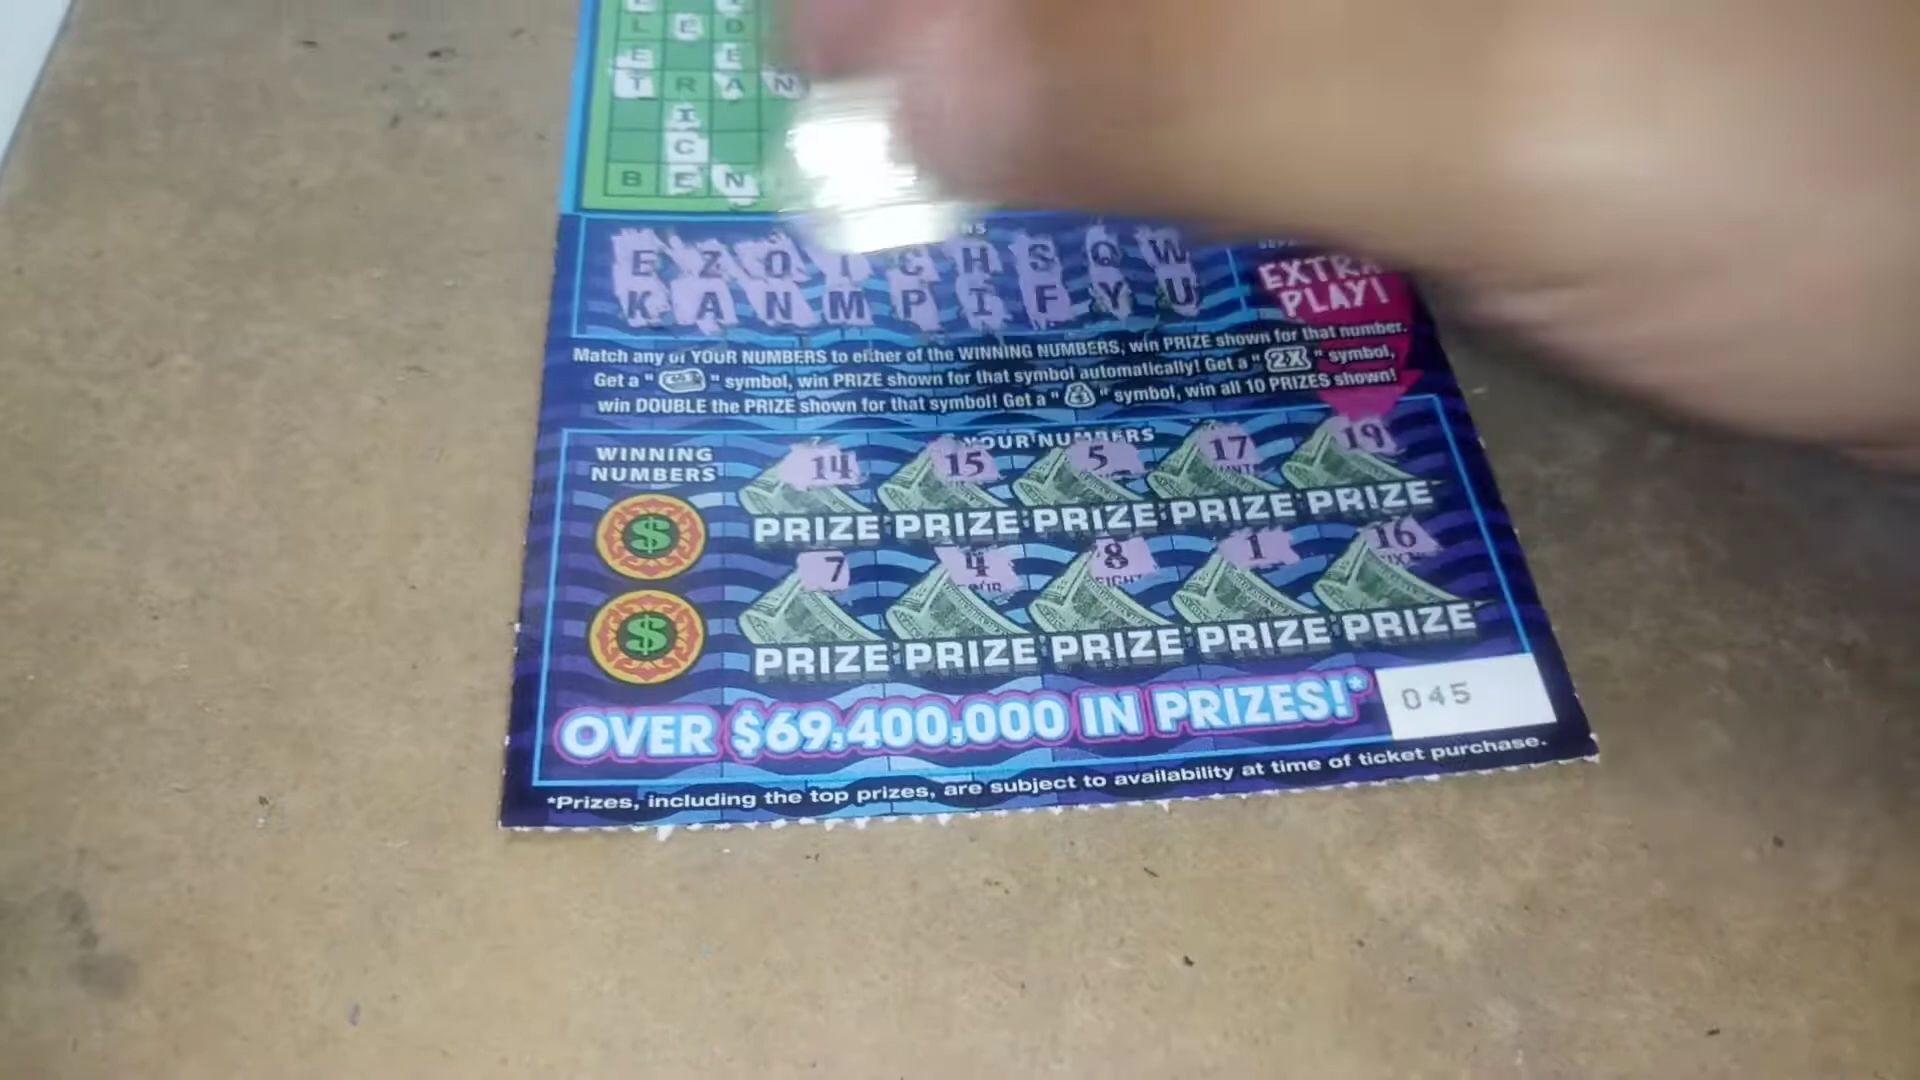 L E D
E E
T R A N
I
C
B E N
E Z O T C H S Q W
K A N M P I F Y U
EXTRA
PLAY!
Match any of YOUR NUMBERS to either of the WINNING NUMBERS, win PRIZE shown for that number.
Get a " " symbol, win PRIZE shown for that symbol automatically! Get a " 2X " symbol,
win DOUBLE the PRIZE shown for that symbol! Get a " " symbol, win all 10 PRIZES shown!
WINNING
NUMBERS
YOUR NUMBERS
14 15 5 17 19
PRIZE PRIZE PRIZE PRIZE PRIZE
7 4 8 1 16
PRIZE PRIZE PRIZE PRIZE PRIZE
$
$
OVER $69,400,000 IN PRIZES!*
045
*Prizes, including the top prizes, are subject to availability at time of ticket purchase.